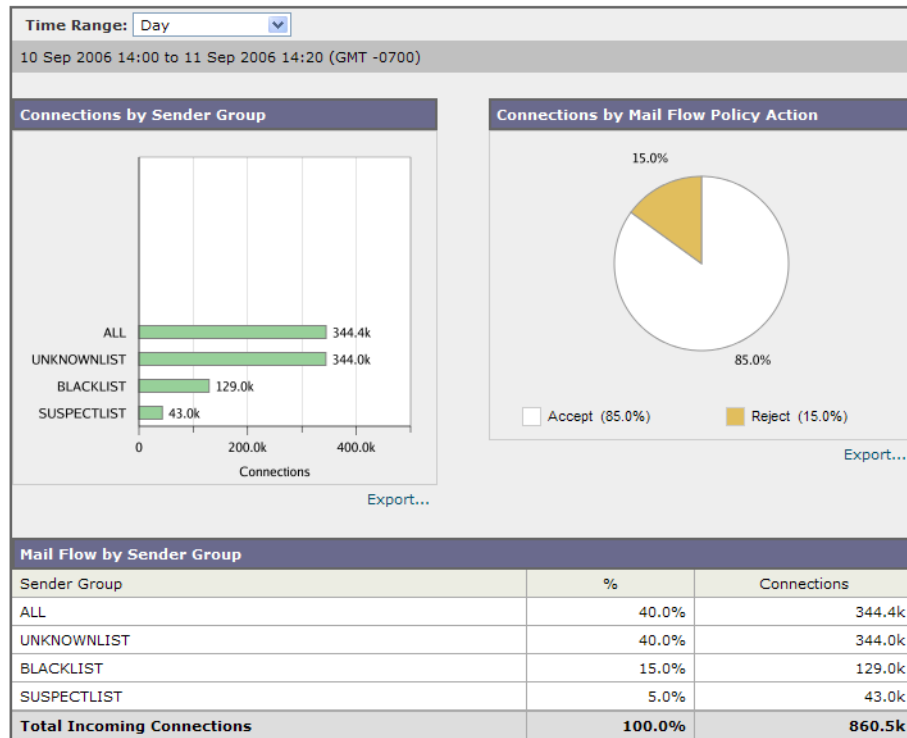 Time Range: Day
10 Sep 2006 14:00 to 11 Sep 2006 14:20 (GMT -0700)
Connections by Sender Group
ALL 344.4k
UNKNOWNLIST 344.0k
BLACKLIST 129.0k
SUSPECTLIST 43.0k
0 200.0k 400.0k
Connections
Export...
Connections by Mail Flow Policy Action
15.0%
85.0%
Accept (85.0%) Reject (15.0%)
Export...
Mail Flow by Sender Group
Sender Group % Connections
ALL 40.0% 344.4k
UNKNOWNLIST 40.0% 344.0k
BLACKLIST 15.0% 129.0k
SUSPECTLIST 5.0% 43.0k
Total Incoming Connections 100.0% 860.5k